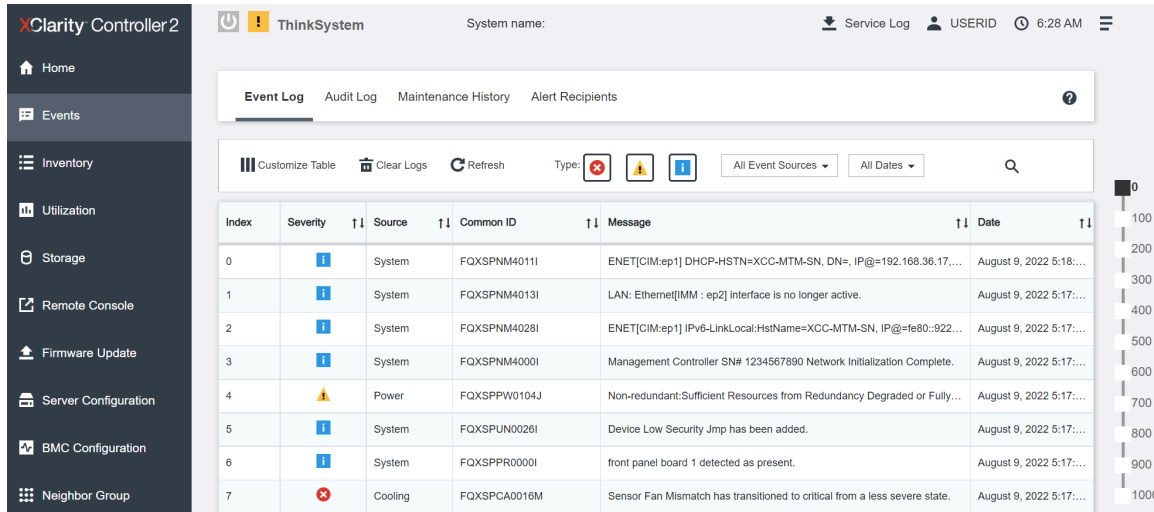 XClarity Controller 2
ThinkSystem
System name:
Service Log
USERID
6:28 AM
Home
Events
Inventory
Utilization
Storage
Remote Console
Firmware Update
Server Configuration
BMC Configuration
Neighbor Group
Event Log Audit Log Maintenance History Alert Recipients
Customize Table Clear Logs Refresh Type: All Event Sources All Dates
Index Severity Source Common ID Message Date
0 System FQXSPNM4011I ENET[CIM:ep1] DHCP-HSTN=XCC-MTM-SN, DN=, IP@=192.168.36.17,... August 9, 2022 5:18:...
1 System FQXSPNM4013I LAN: Ethernet[IMM : ep2] interface is no longer active. August 9, 2022 5:17:...
2 System FQXSPNM4028I ENET[CIM:ep1] IPv6-LinkLocal:HstName=XCC-MTM-SN, IP@=fe80::922... August 9, 2022 5:17:...
3 System FQXSPNM4000I Management Controller SN# 1234567890 Network Initialization Complete. August 9, 2022 5:17:...
4 Power FQXSPPW0104J Non-redundant:Sufficient Resources from Redundancy Degraded or Fully... August 9, 2022 5:17:...
5 System FQXSPUN0026I Device Low Security Jmp has been added. August 9, 2022 5:17:...
6 System FQXSPPR0000I front panel board 1 detected as present. August 9, 2022 5:17:...
7 Cooling FQXSPCA0016M Sensor Fan Mismatch has transitioned to critical from a less severe state. August 9, 2022 5:17:...
0
100
200
300
400
500
600
700
800
900